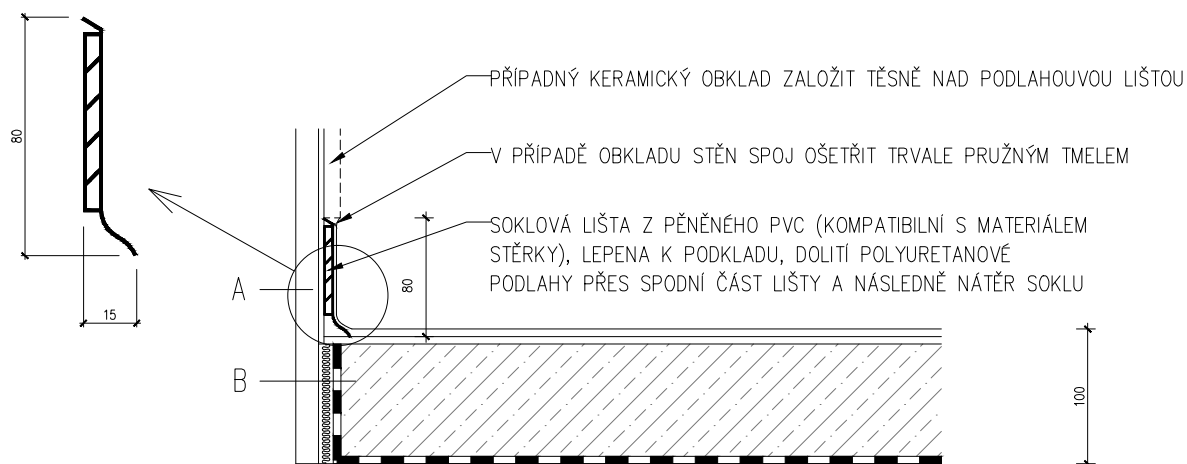 PŘÍPADNÝ KERAMICKÝ OBKLAD ZALOŽIT TĚSNĚ NAD PODLAHOUVOU LIŠTOU
V PŘÍPADĚ OBKLADU STĚN SPOJ OŠETŘIT TRVALE PRUŽNÝM TMELEM
SOKLOVÁ LIŠTA Z PĚNĚNÉHO PVC (KOMPATIBILNÍ S MATERIÁLEM
STĚRKY), LEPENA K PODKLADU, DOLITÍ POLYURETANOVÉ
PODLAHY PŘES SPODNÍ ČÁST LIŠTY A NÁSLEDNĚ NÁTĚR SOKLU
80
15
A
80
B
100